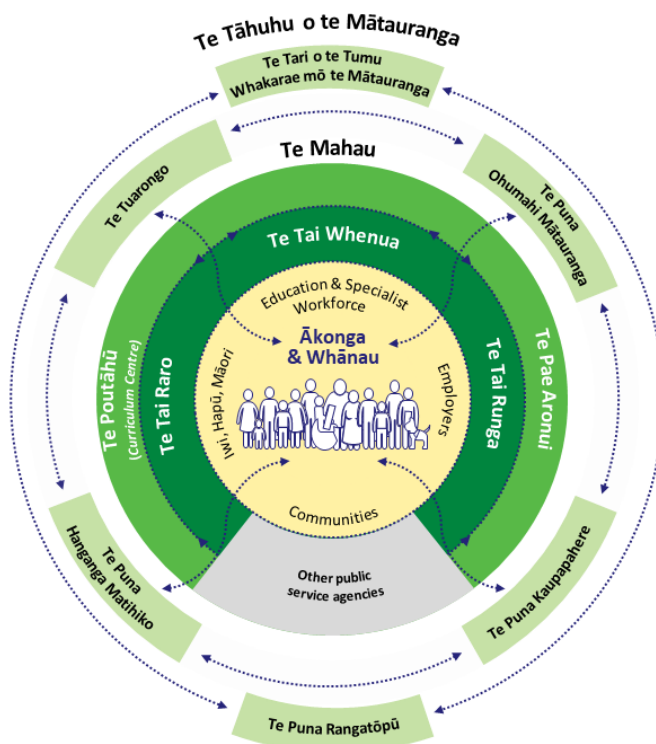 Te Tāhuhu o te Mātauranga
Te Tari o te Tumu
Whakarae mō te Mātauranga
Te Tuarongo
Te Mahau
Te Puna
Ohumahi Mātauranga
Te Tai Whenua
Education & Specialist
Workforce
Ākonga
& Whānau
Te Poutāhū
(Curriculum Centre)
Te Tai Raro
Iwi, Hapū, Māori
Employers
Te Tai Runga
Te Pae Aronui
Communities
Other public
service agencies
Te Puna
Hanganga Matihiko
Te Puna Kaupapahere
Te Puna Rangatōpū